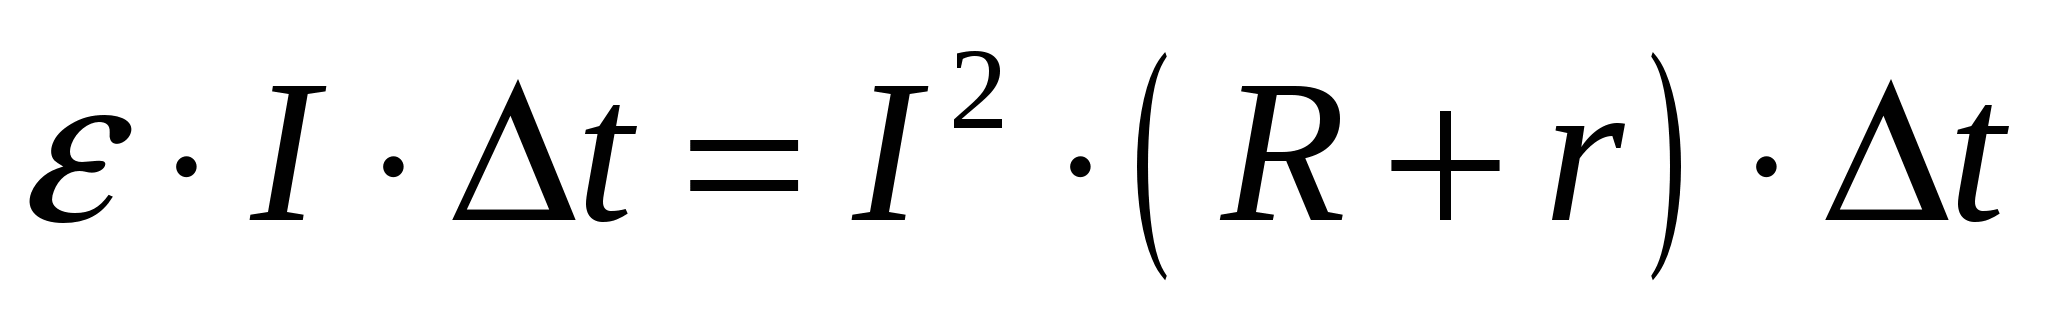 ε · I · Δt = I² · (R + r) · Δt